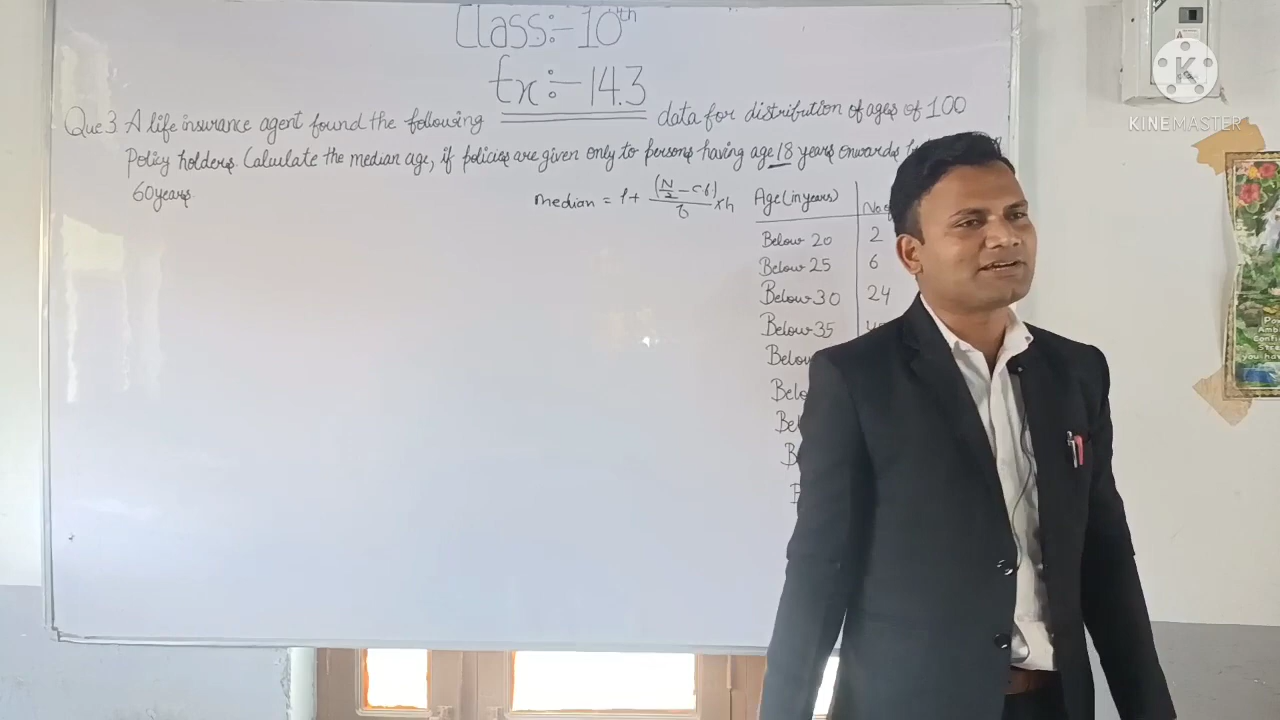 Class:- 10th
Ex:- 14.3
Que 3. A life insurance agent found the following data for distribution of ages of 100
Policy holders. Calculate the median age, if policies are given only to persons having age 18 years onwards
60 years
median = l + (N/2 - cf)/f × h
Age (in years) No. of
Below 20 2
Below 25 6
Below 30 24
Below 35
K
KINEMASTER